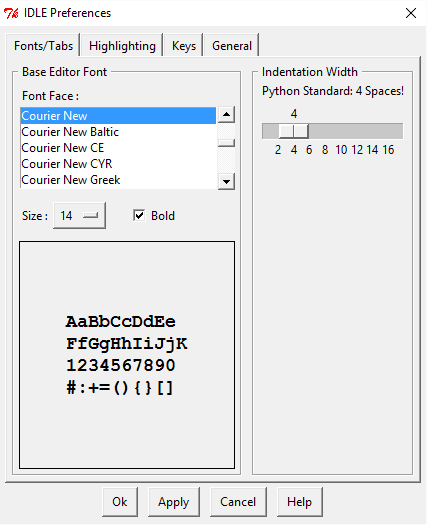 IDLE Preferences
Fonts/Tabs Highlighting Keys General
Base Editor Font
Font Face :
Courier New
Courier New Baltic
Courier New CE
Courier New CYR
Courier New Greek
Size : 14 Bold
AaBbCcDdEe
FfGgHhIiJjK
1234567890
#:+=(){}[]
Indentation Width
Python Standard: 4 Spaces!
4
2 4 6 8 10 12 14 16
Ok Apply Cancel Help